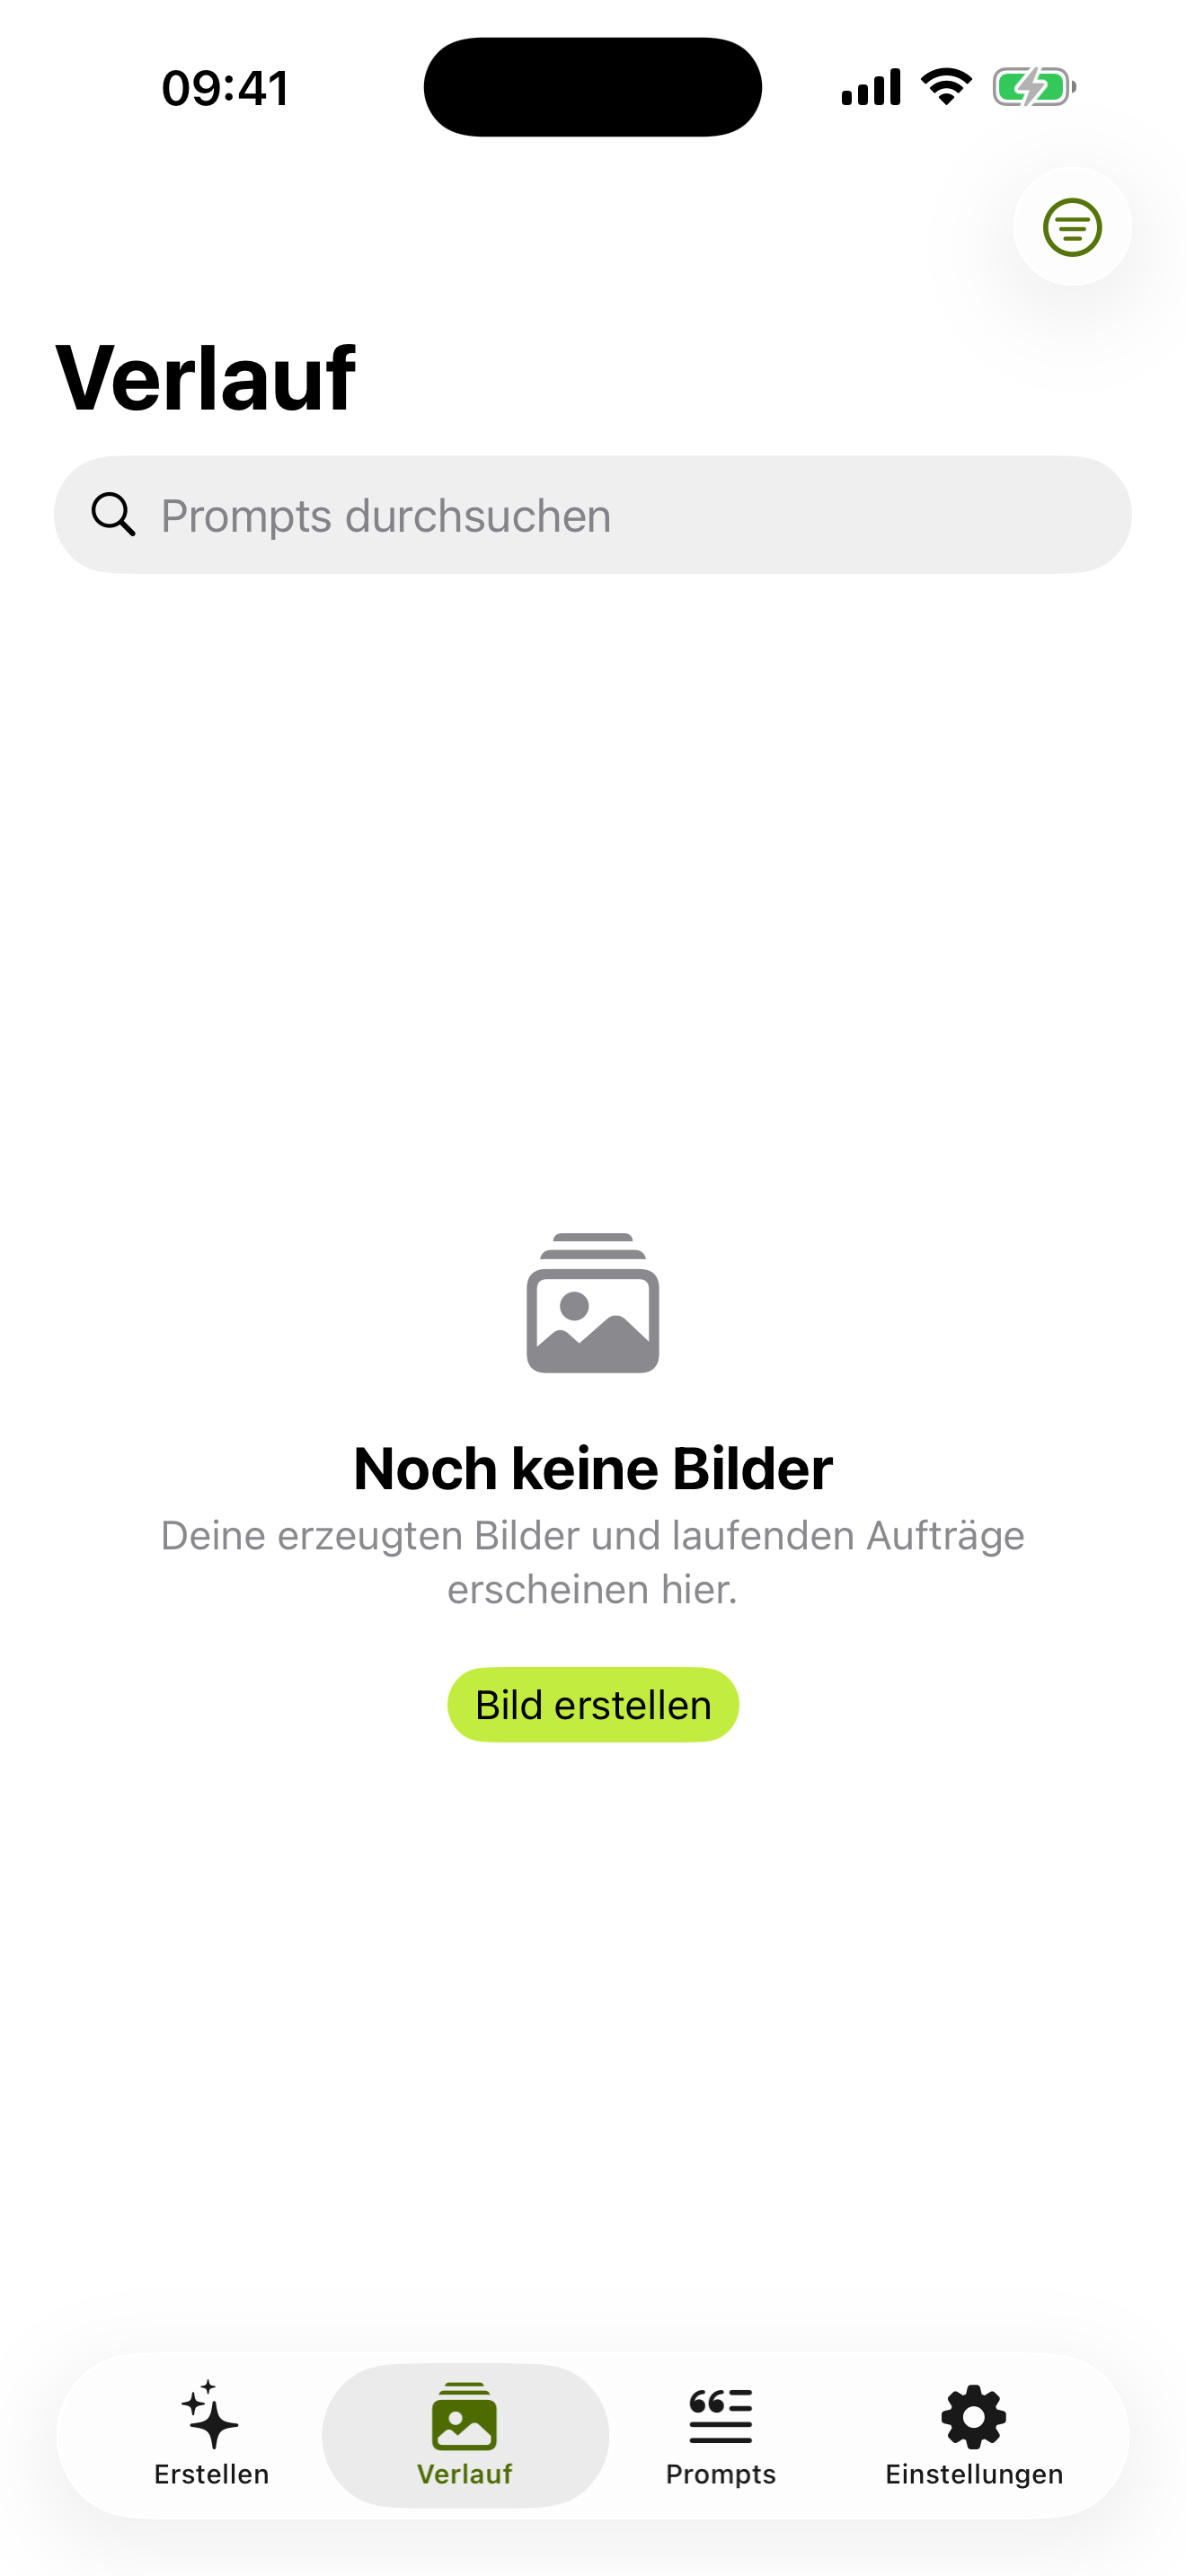 09:41
Verlauf
Prompts durchsuchen
Noch keine Bilder
Deine erzeugten Bilder und laufenden Aufträge
erscheinen hier.
Bild erstellen
Erstellen
Verlauf
Prompts
Einstellungen